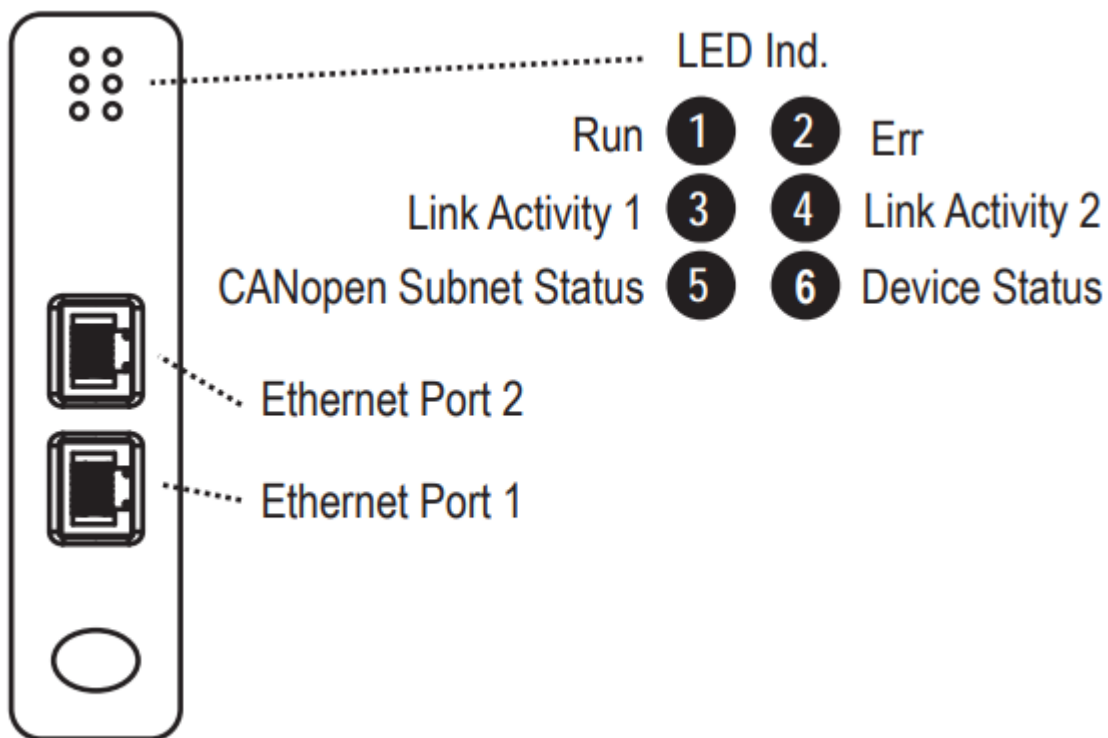 LED Ind.
Run 1 2 Err
Link Activity 1 3 4 Link Activity 2
CANopen Subnet Status 5 6 Device Status
Ethernet Port 2
Ethernet Port 1